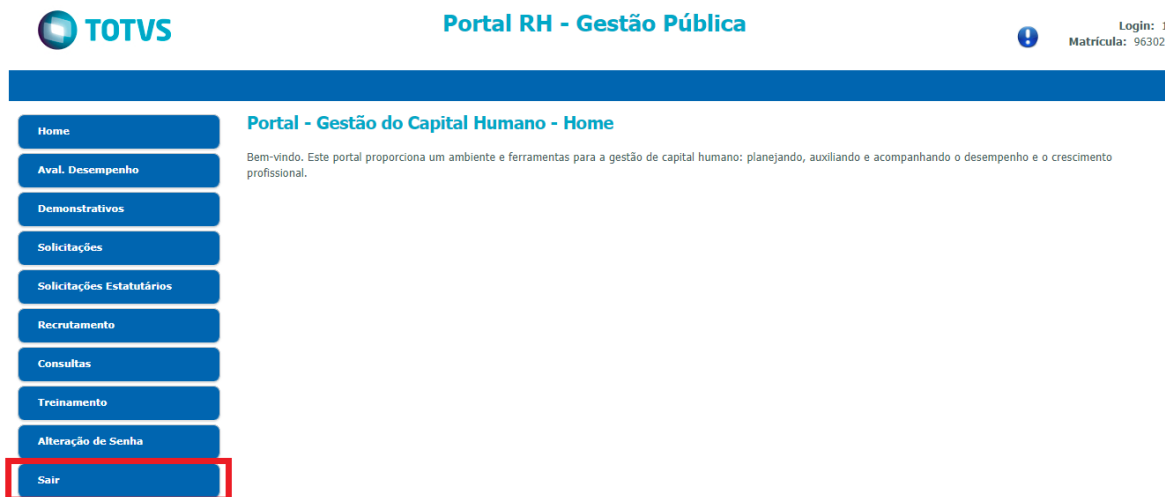 TOTVS
Portal RH - Gestão Pública
Login: 1
Matrícula: 96302
Home
Aval. Desempenho
Demonstrativos
Solicitações
Solicitações Estatutários
Recrutamento
Consultas
Treinamento
Alteração de Senha
Sair
Portal - Gestão do Capital Humano - Home
Bem-vindo. Este portal proporciona um ambiente e ferramentas para a gestão de capital humano: planejando, auxiliando e acompanhando o desempenho e o crescimento
profissional.